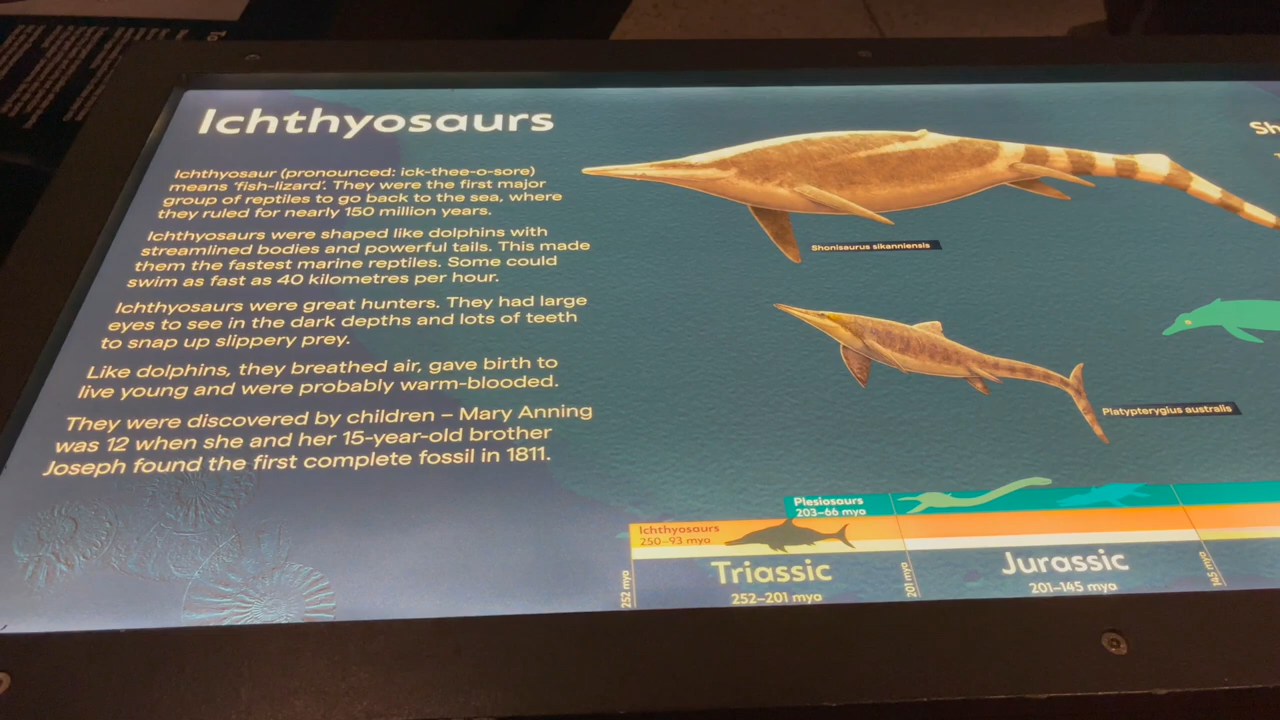 Ichthyosaurs
Ichthyosaur (pronounced: ick-thee-o-sore)
means ‘fish-lizard’. They were the first major
group of reptiles to go back to the sea, where
they ruled for nearly 150 million years.
Ichthyosaurs were shaped like dolphins with
streamlined bodies and powerful tails. This made
them the fastest marine reptiles. Some could
swim as fast as 40 kilometres per hour.
Ichthyosaurs were great hunters. They had large
eyes to see in the dark depths and lots of teeth
to snap up slippery prey.
Like dolphins, they breathed air, gave birth to
live young and were probably warm-blooded.
They were discovered by children – Mary Anning
was 12 when she and her 15-year-old brother
Joseph found the first complete fossil in 1811.
Shonisaurus sikanniensis
Platypterygius australis
Sh
Plesiosaurs
203–66 mya
Ichthyosaurs
250–93 mya
252 mya
Triassic
252–201 mya
201 mya
Jurassic
201–145 mya
145 mya